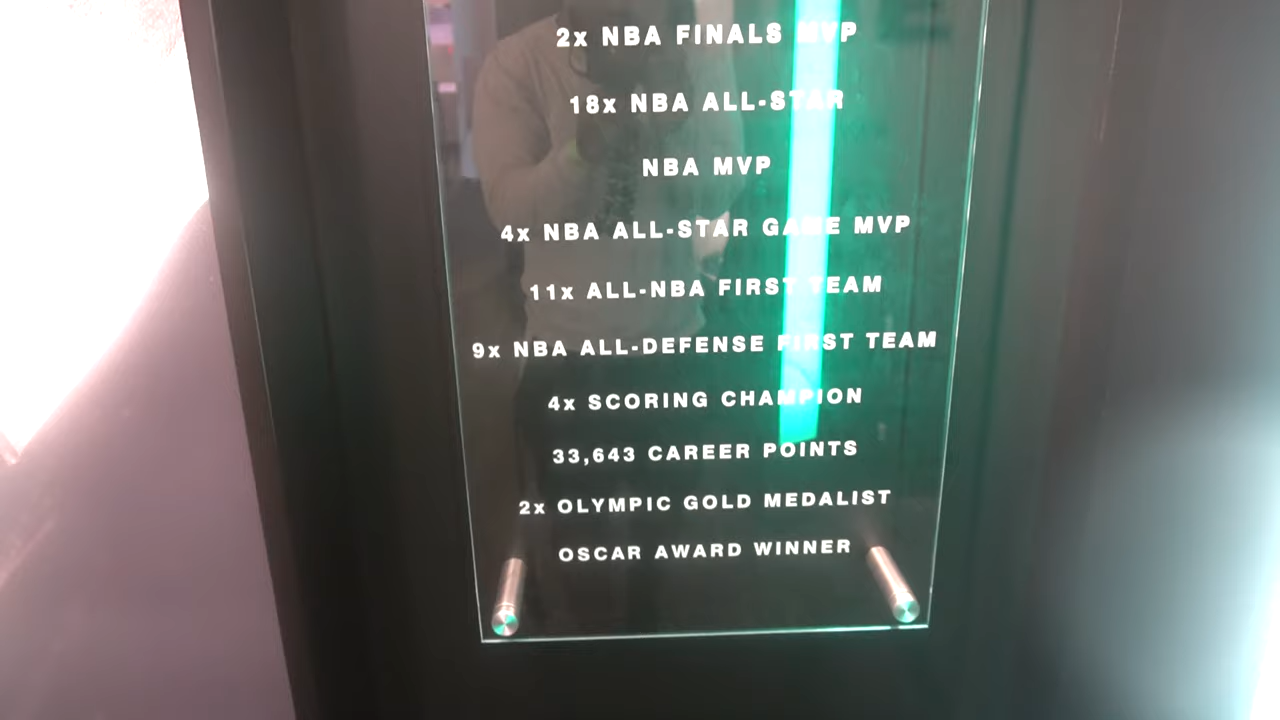 2x NBA FINALS MVP
18x NBA ALL-STAR
NBA MVP
4x NBA ALL-STAR GAME MVP
11x ALL-NBA FIRST TEAM
9x NBA ALL-DEFENSE FIRST TEAM
4x SCORING CHAMPION
33,643 CAREER POINTS
2x OLYMPIC GOLD MEDALIST
OSCAR AWARD WINNER